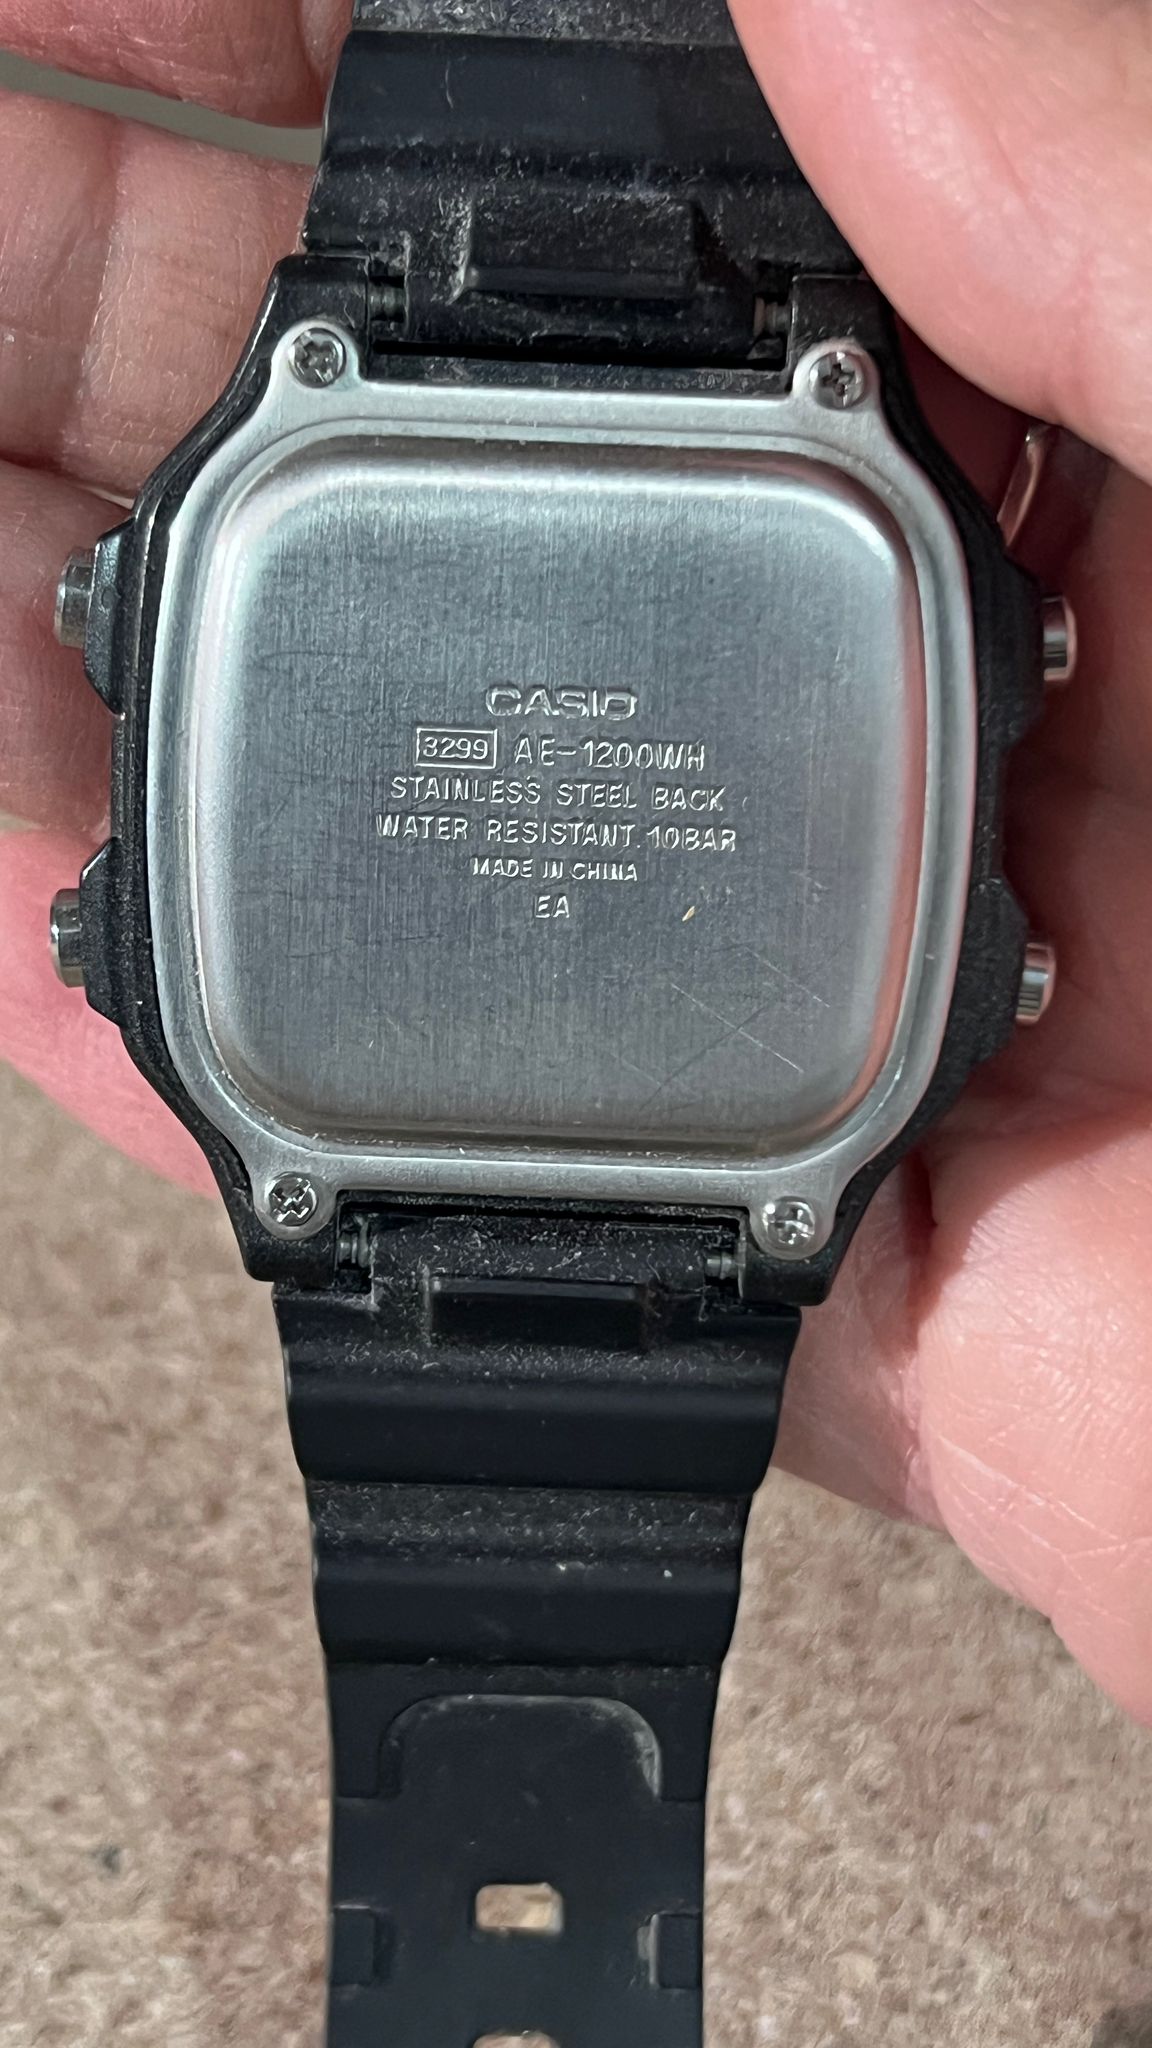 CASIO
3299 AE-1200WH
STAINLESS STEEL BACK
WATER RESISTANT 10BAR
MADE IN CHINA
EA